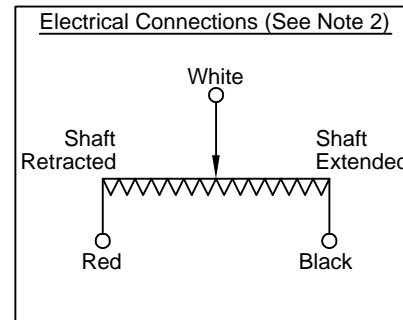 Electrical Connections (See Note 2)
White
Shaft
Retracted
Shaft
Extended
Red
Black